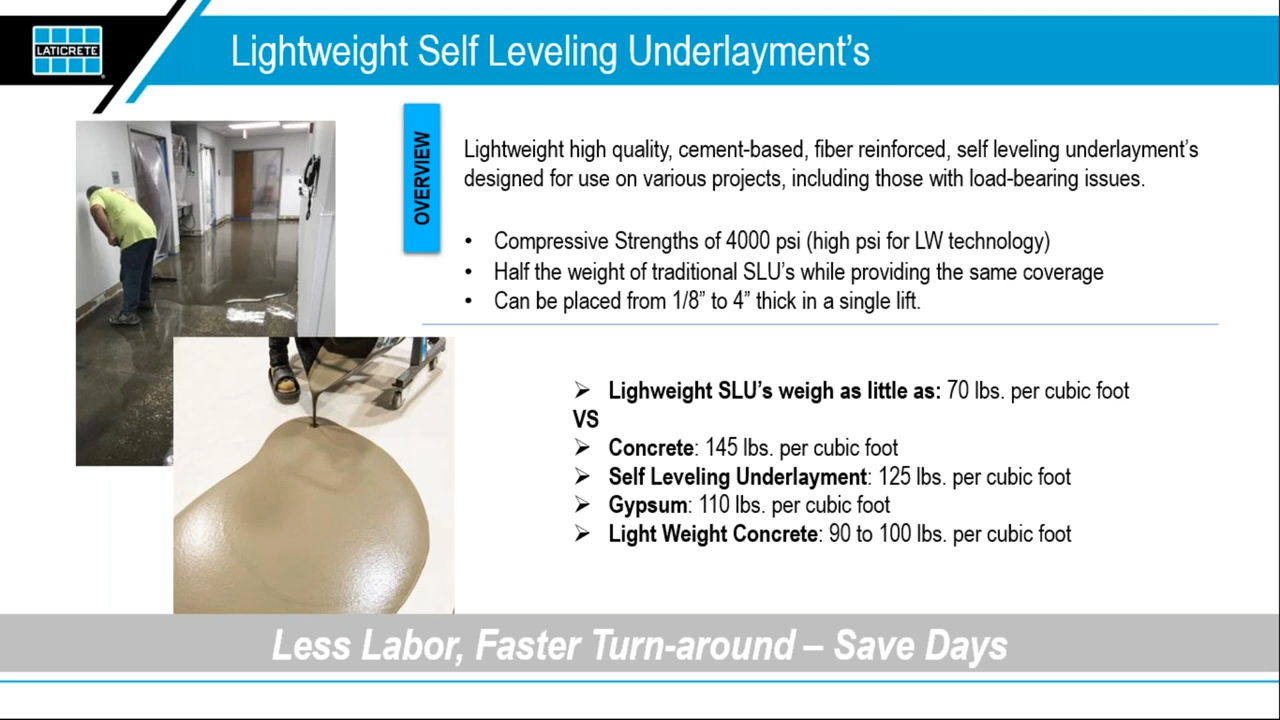 LATICRETE
Lightweight Self Leveling Underlayment’s
OVERVIEW
Lightweight high quality, cement-based, fiber reinforced, self leveling underlayment’s
designed for use on various projects, including those with load-bearing issues.
• Compressive Strengths of 4000 psi (high psi for LW technology)
• Half the weight of traditional SLU’s while providing the same coverage
• Can be placed from 1/8” to 4” thick in a single lift.
➢ Lighweight SLU’s weigh as little as: 70 lbs. per cubic foot
VS
➢ Concrete: 145 lbs. per cubic foot
➢ Self Leveling Underlayment: 125 lbs. per cubic foot
➢ Gypsum: 110 lbs. per cubic foot
➢ Light Weight Concrete: 90 to 100 lbs. per cubic foot
Less Labor, Faster Turn-around – Save Days